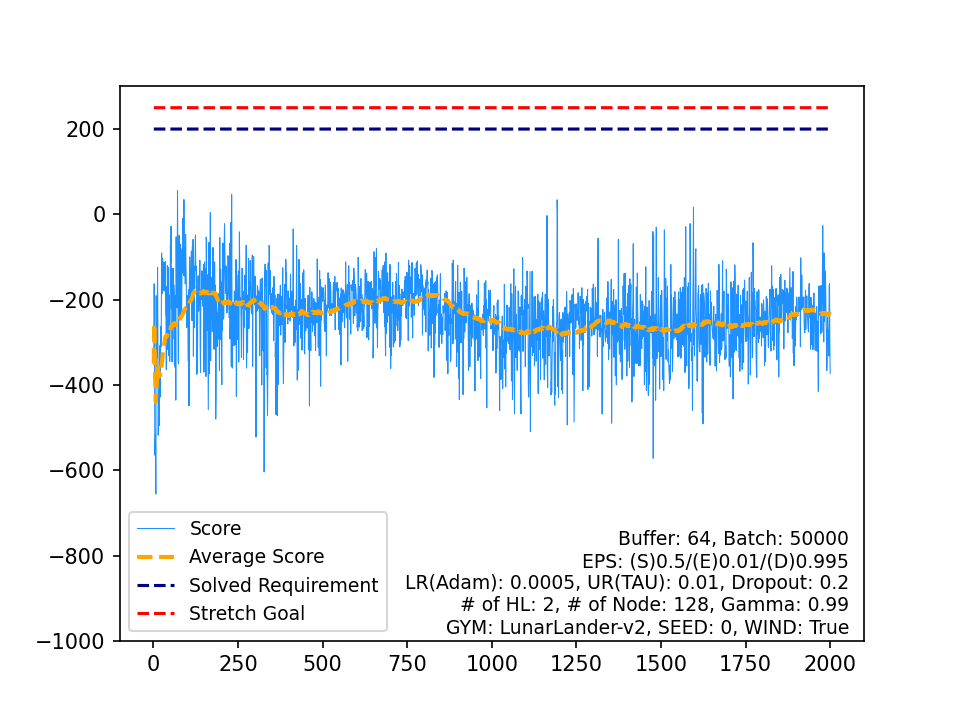 200
0
−200
−400
−600
−800
−1000
Score
Average Score
Solved Requirement
Stretch Goal
Buffer: 64, Batch: 50000
EPS: (S)0.5/(E)0.01/(D)0.995
LR(Adam): 0.0005, UR(TAU): 0.01, Dropout: 0.2
# of HL: 2, # of Node: 128, Gamma: 0.99
GYM: LunarLander-v2, SEED: 0, WIND: True
0 250 500 750 1000 1250 1500 1750 2000